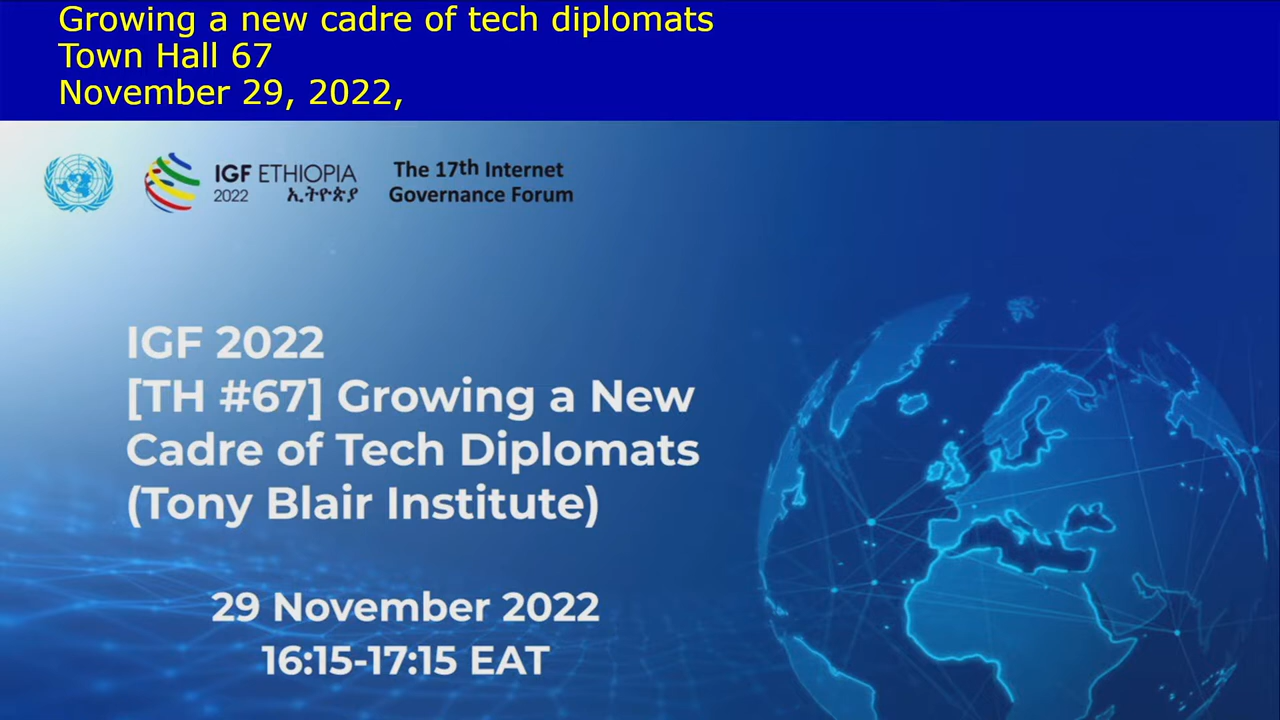 Growing a new cadre of tech diplomats
Town Hall 67
November 29, 2022,
IGF ETHIOPIA
2022 ኢትዮጵያ
The 17th Internet
Governance Forum
IGF 2022
[TH #67] Growing a New
Cadre of Tech Diplomats
(Tony Blair Institute)
29 November 2022
16:15-17:15 EAT